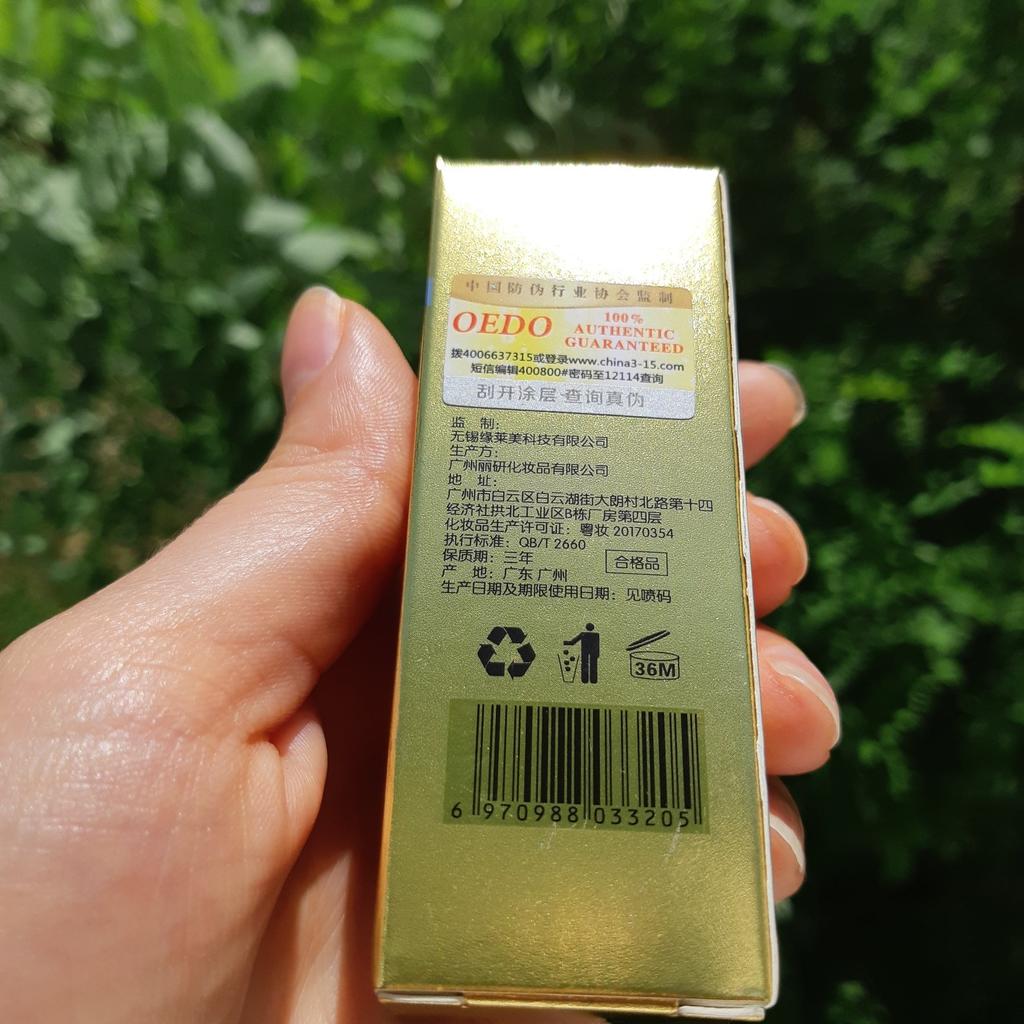 中国防伪行业协会监制
OEDO
100%
AUTHENTIC
GUARANTEED
拨4006637315或登录www.china3-15.com
短信编辑400800#密码至12114查询
刮开涂层 查询真伪
监 制:
无锡缘莱美科技有限公司
生产方:
广州丽研化妆品有限公司
地 址:
广州市白云区白云湖街大朗村北路第十四
经济社拱北工业区B栋厂房第四层
化妆品生产许可证: 粤妆 20170354
执行标准: QB/T 2660
保质期: 三年
合格品
产 地: 广东 广州
生产日期及期限使用日期: 见喷码
36M
6 970988 033205